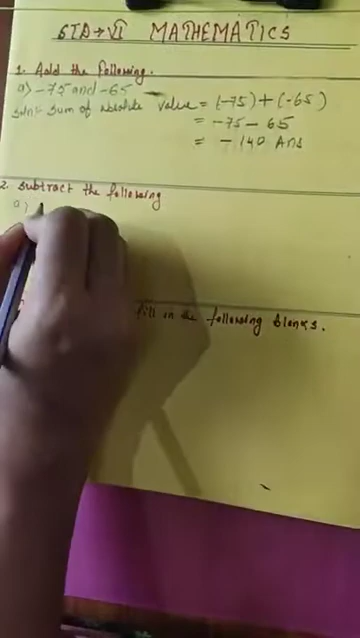 STD → VI MATHEMATICS
1. Add the following.
a) -75 and -65
Soln: Sum of absolute value = (-75) + (-65)
= -75 - 65
= -140 Ans
2. Subtract the following
a)
fill in the following blanks.